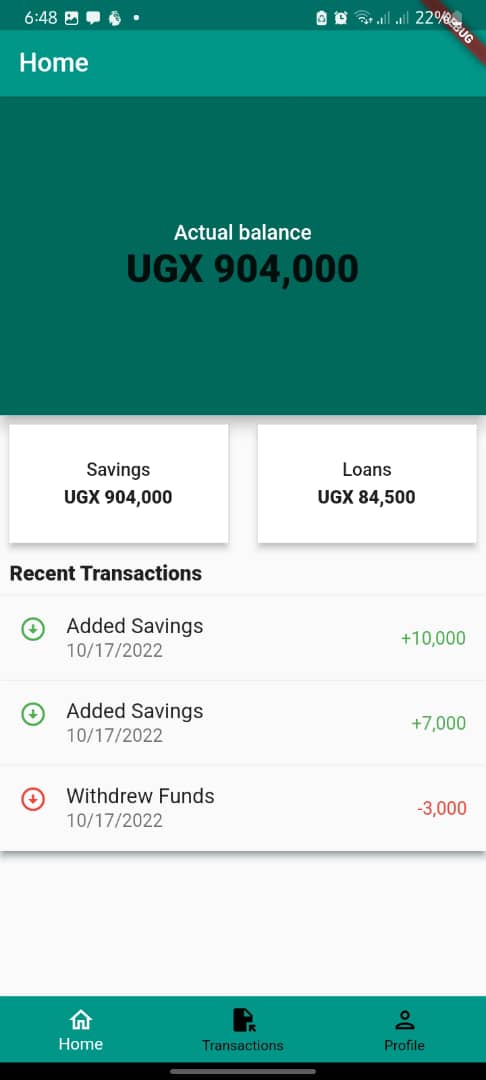 6:48
22%
DEBUG
Home
Actual balance
UGX 904,000
Savings
UGX 904,000
Loans
UGX 84,500
Recent Transactions
Added Savings
10/17/2022
+10,000
Added Savings
10/17/2022
+7,000
Withdrew Funds
10/17/2022
-3,000
Home
Transactions
Profile